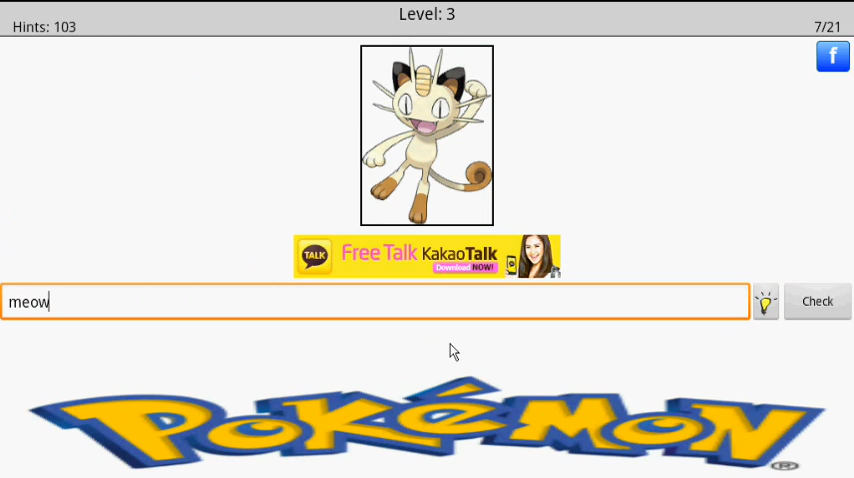 Level: 3
Hints: 103
7/21
f
TALK
Free Talk KakaoTalk
Download NOW!
meow
Check
POKéMON
®